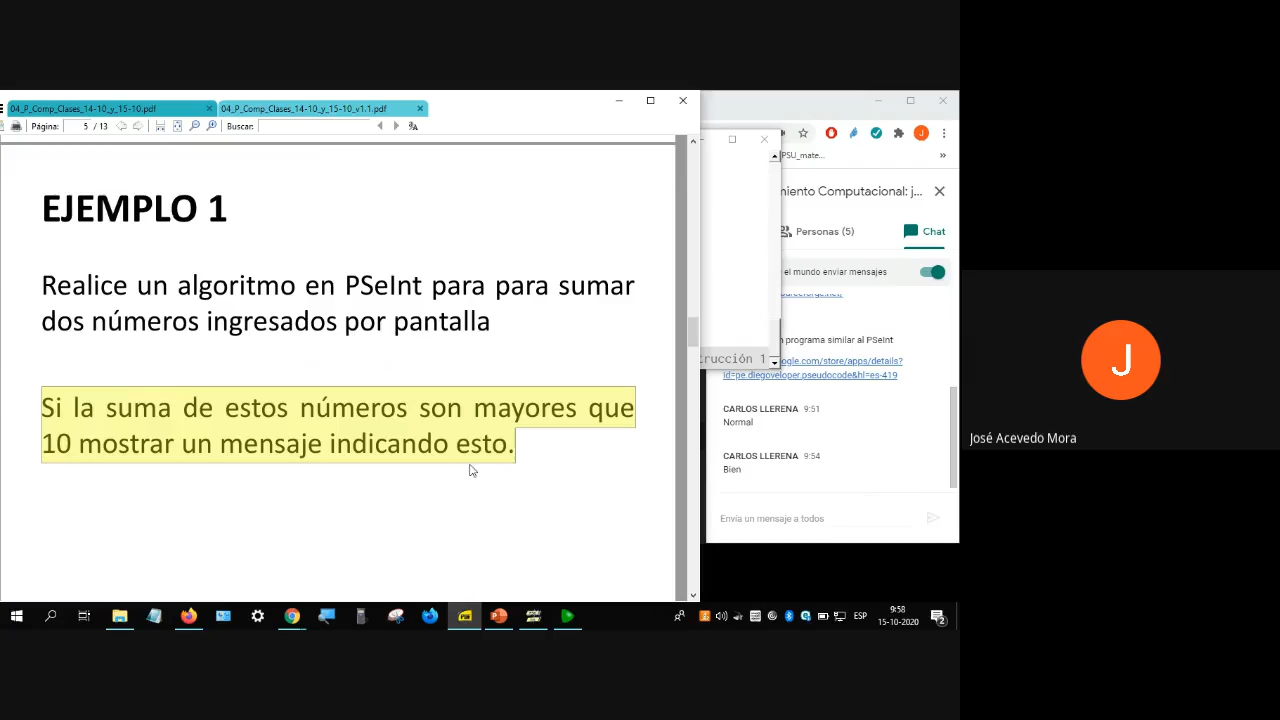 04_P_Comp_Clases_14-10_y_15-10.pdf
04_P_Comp_Clases_14-10_y_15-10_v1.1.pdf
Página: 5 / 13 Buscar:
EJEMPLO 1
Realice un algoritmo en PSeInt para para sumar
dos números ingresados por pantalla
Si la suma de estos números son mayores que
10 mostrar un mensaje indicando esto.
trucción 1
PSU_mate...
miento Computacional: j...
Personas (5)
Chat
el mundo enviar mensajes
programa similar al PSeInt
ogle.com/store/apps/details?
id=pe.diegoveloper.pseudocode&hl=es-419
CARLOS LLERENA 9:51
Normal
CARLOS LLERENA 9:54
Bien
Envía un mensaje a todos
J
José Acevedo Mora
ESP
9:58
15-10-2020
2